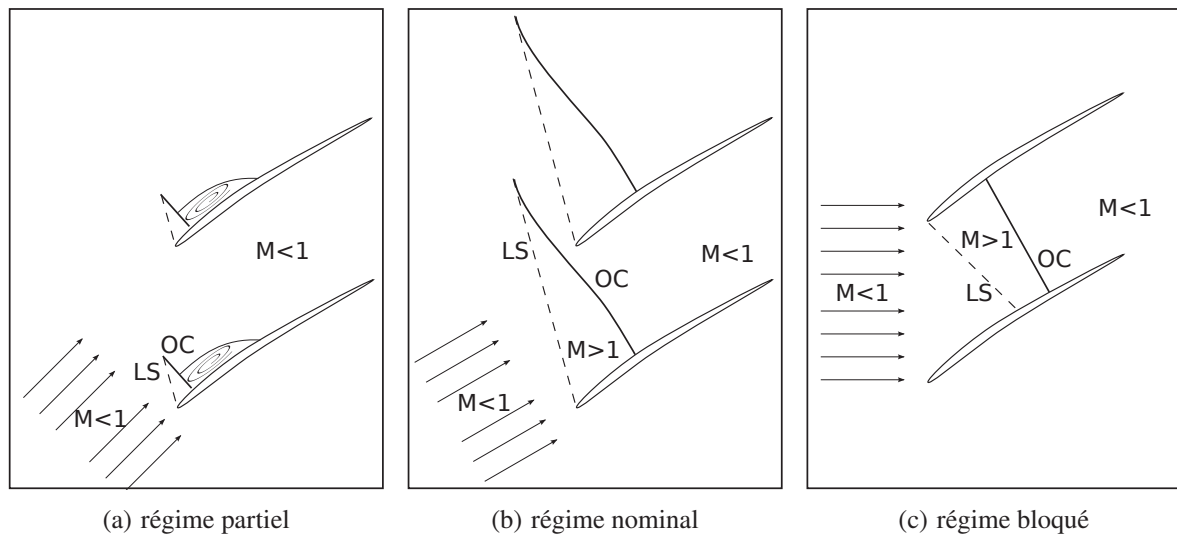 M<1
OC
LS
M<1
(a) régime partiel
LS
OC
M<1
M>1
M<1
(b) régime nominal
M<1
M>1
OC
M<1
LS
(c) régime bloqué